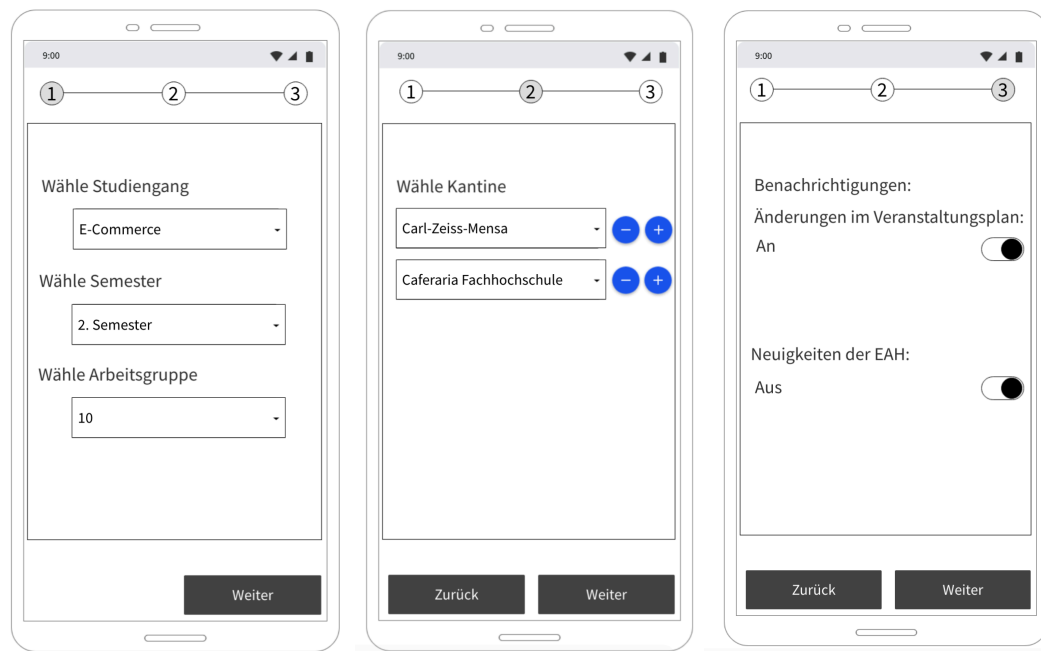 9:00
1
2
3
Wähle Studiengang
E-Commerce
Wähle Semester
2. Semester
Wähle Arbeitsgruppe
10
Weiter
9:00
1
2
3
Wähle Kantine
Carl-Zeiss-Mensa
Caferaria Fachhochschule
Zurück
Weiter
9:00
1
2
3
Benachrichtigungen:
Änderungen im Veranstaltungsplan:
An
Neuigkeiten der EAH:
Aus
Zurück
Weiter